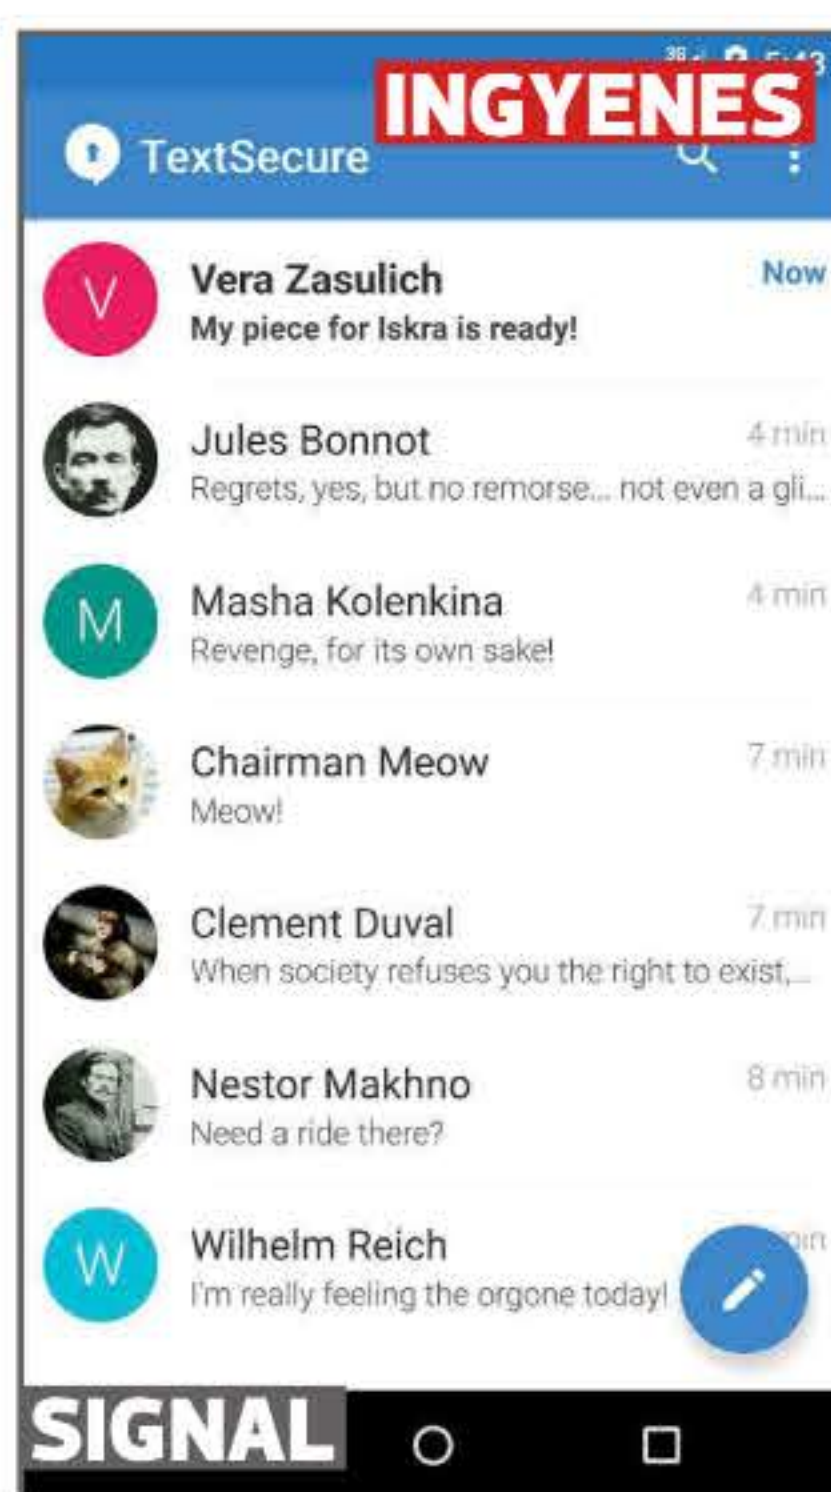 INGYENES
TextSecure
V
Vera Zasulich
Now
My piece for Iskra is ready!
Jules Bonnot
4 min
Regrets, yes, but no remorse... not even a gli...
M
Masha Kolenkina
4 min
Revenge, for its own sake!
Chairman Meow
7 min
Meow!
Clement Duval
7 min
When society refuses you the right to exist,...
Nestor Makhno
8 min
Need a ride there?
W
Wilhelm Reich
I'm really feeling the orgone today!
SIGNAL